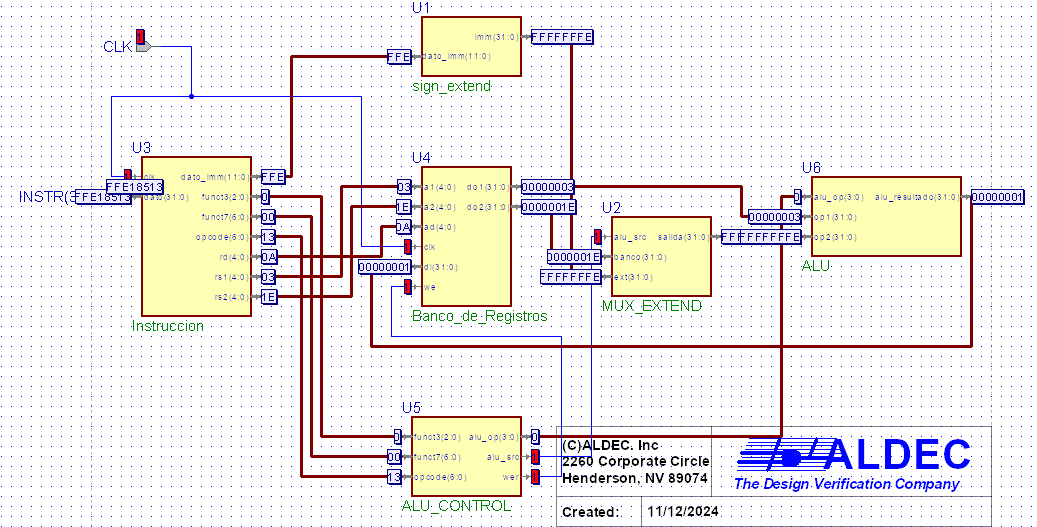 U1
imm(31:0)
FFFFFFFE
CLK
FFE
dato_imm(11:0)
sign_extend
U3
U4
U6
clk
dato_imm(11:0)
FFE
FFE18513
a1(4:0)
do1(31:0)
03
00000003
INSTR(3
FFE18513
dato(31:0)
funct3(2:0)
0
0
alu_op(3:0)
alu_resultado(31:0)
00000001
1E
a2(4:0)
do2(31:0)
0000001E
U2
funct7(6:0)
00
00000003
op1(31:0)
0A
ad(4:0)
opcode(6:0)
13
alu_src
salida(31:0)
FFFFFFFE
op2(31:0)
clk
rd(4:0)
0A
0000001E
banco(31:0)
ALU
00000001
di(31:0)
rs1(4:0)
03
FFFFFFFE
ext(31:0)
we
rs2(4:0)
1E
MUX_EXTEND
Instruccion
Banco_de_Registros
U5
0
funct3(2:0)
alu_op(3:0)
0
00
funct7(6:0)
alu_src
1
13
opcode(6:0)
wer
1
ALU_CONTROL
(C)ALDEC. Inc
2260 Corporate Circle
Henderson, NV 89074
ALDEC
The Design Verification Company
Created:
11/12/2024